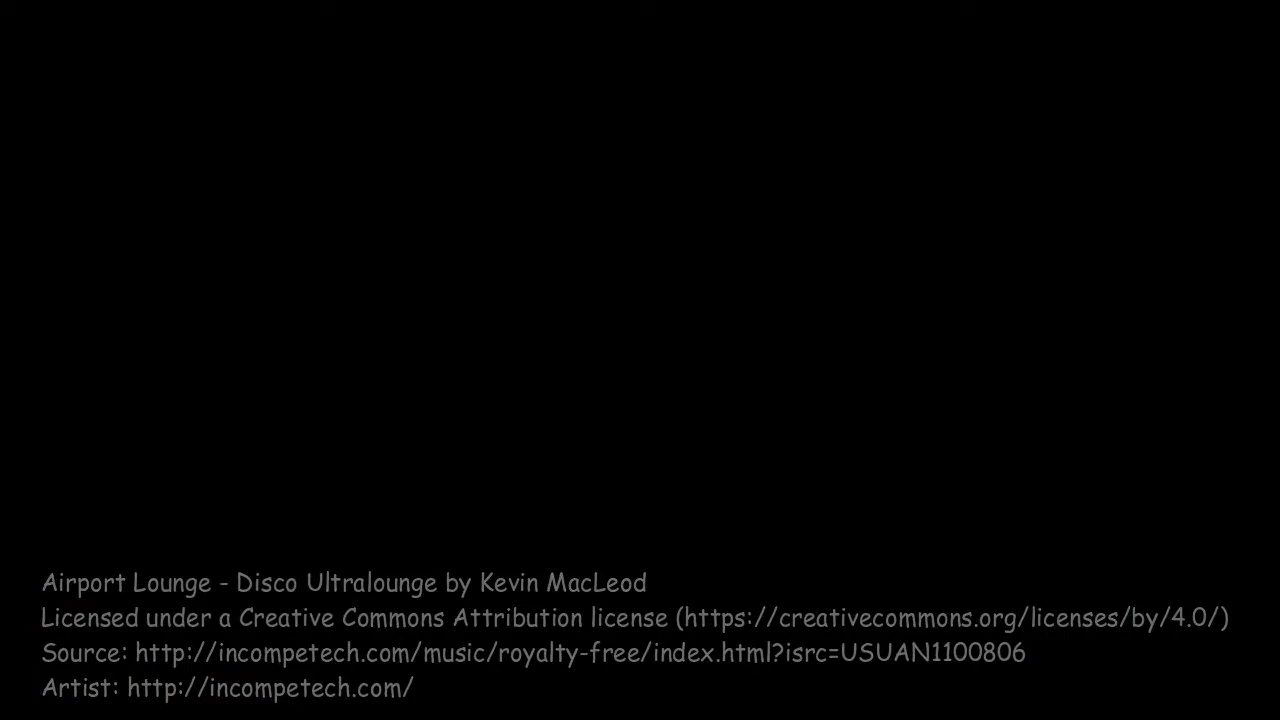 Airport Lounge - Disco Ultralounge by Kevin MacLeod
Licensed under a Creative Commons Attribution license (https://creativecommons.org/licenses/by/4.0/)
Source: http://incompetech.com/music/royalty-free/index.html?isrc=USUAN1100806
Artist: http://incompetech.com/